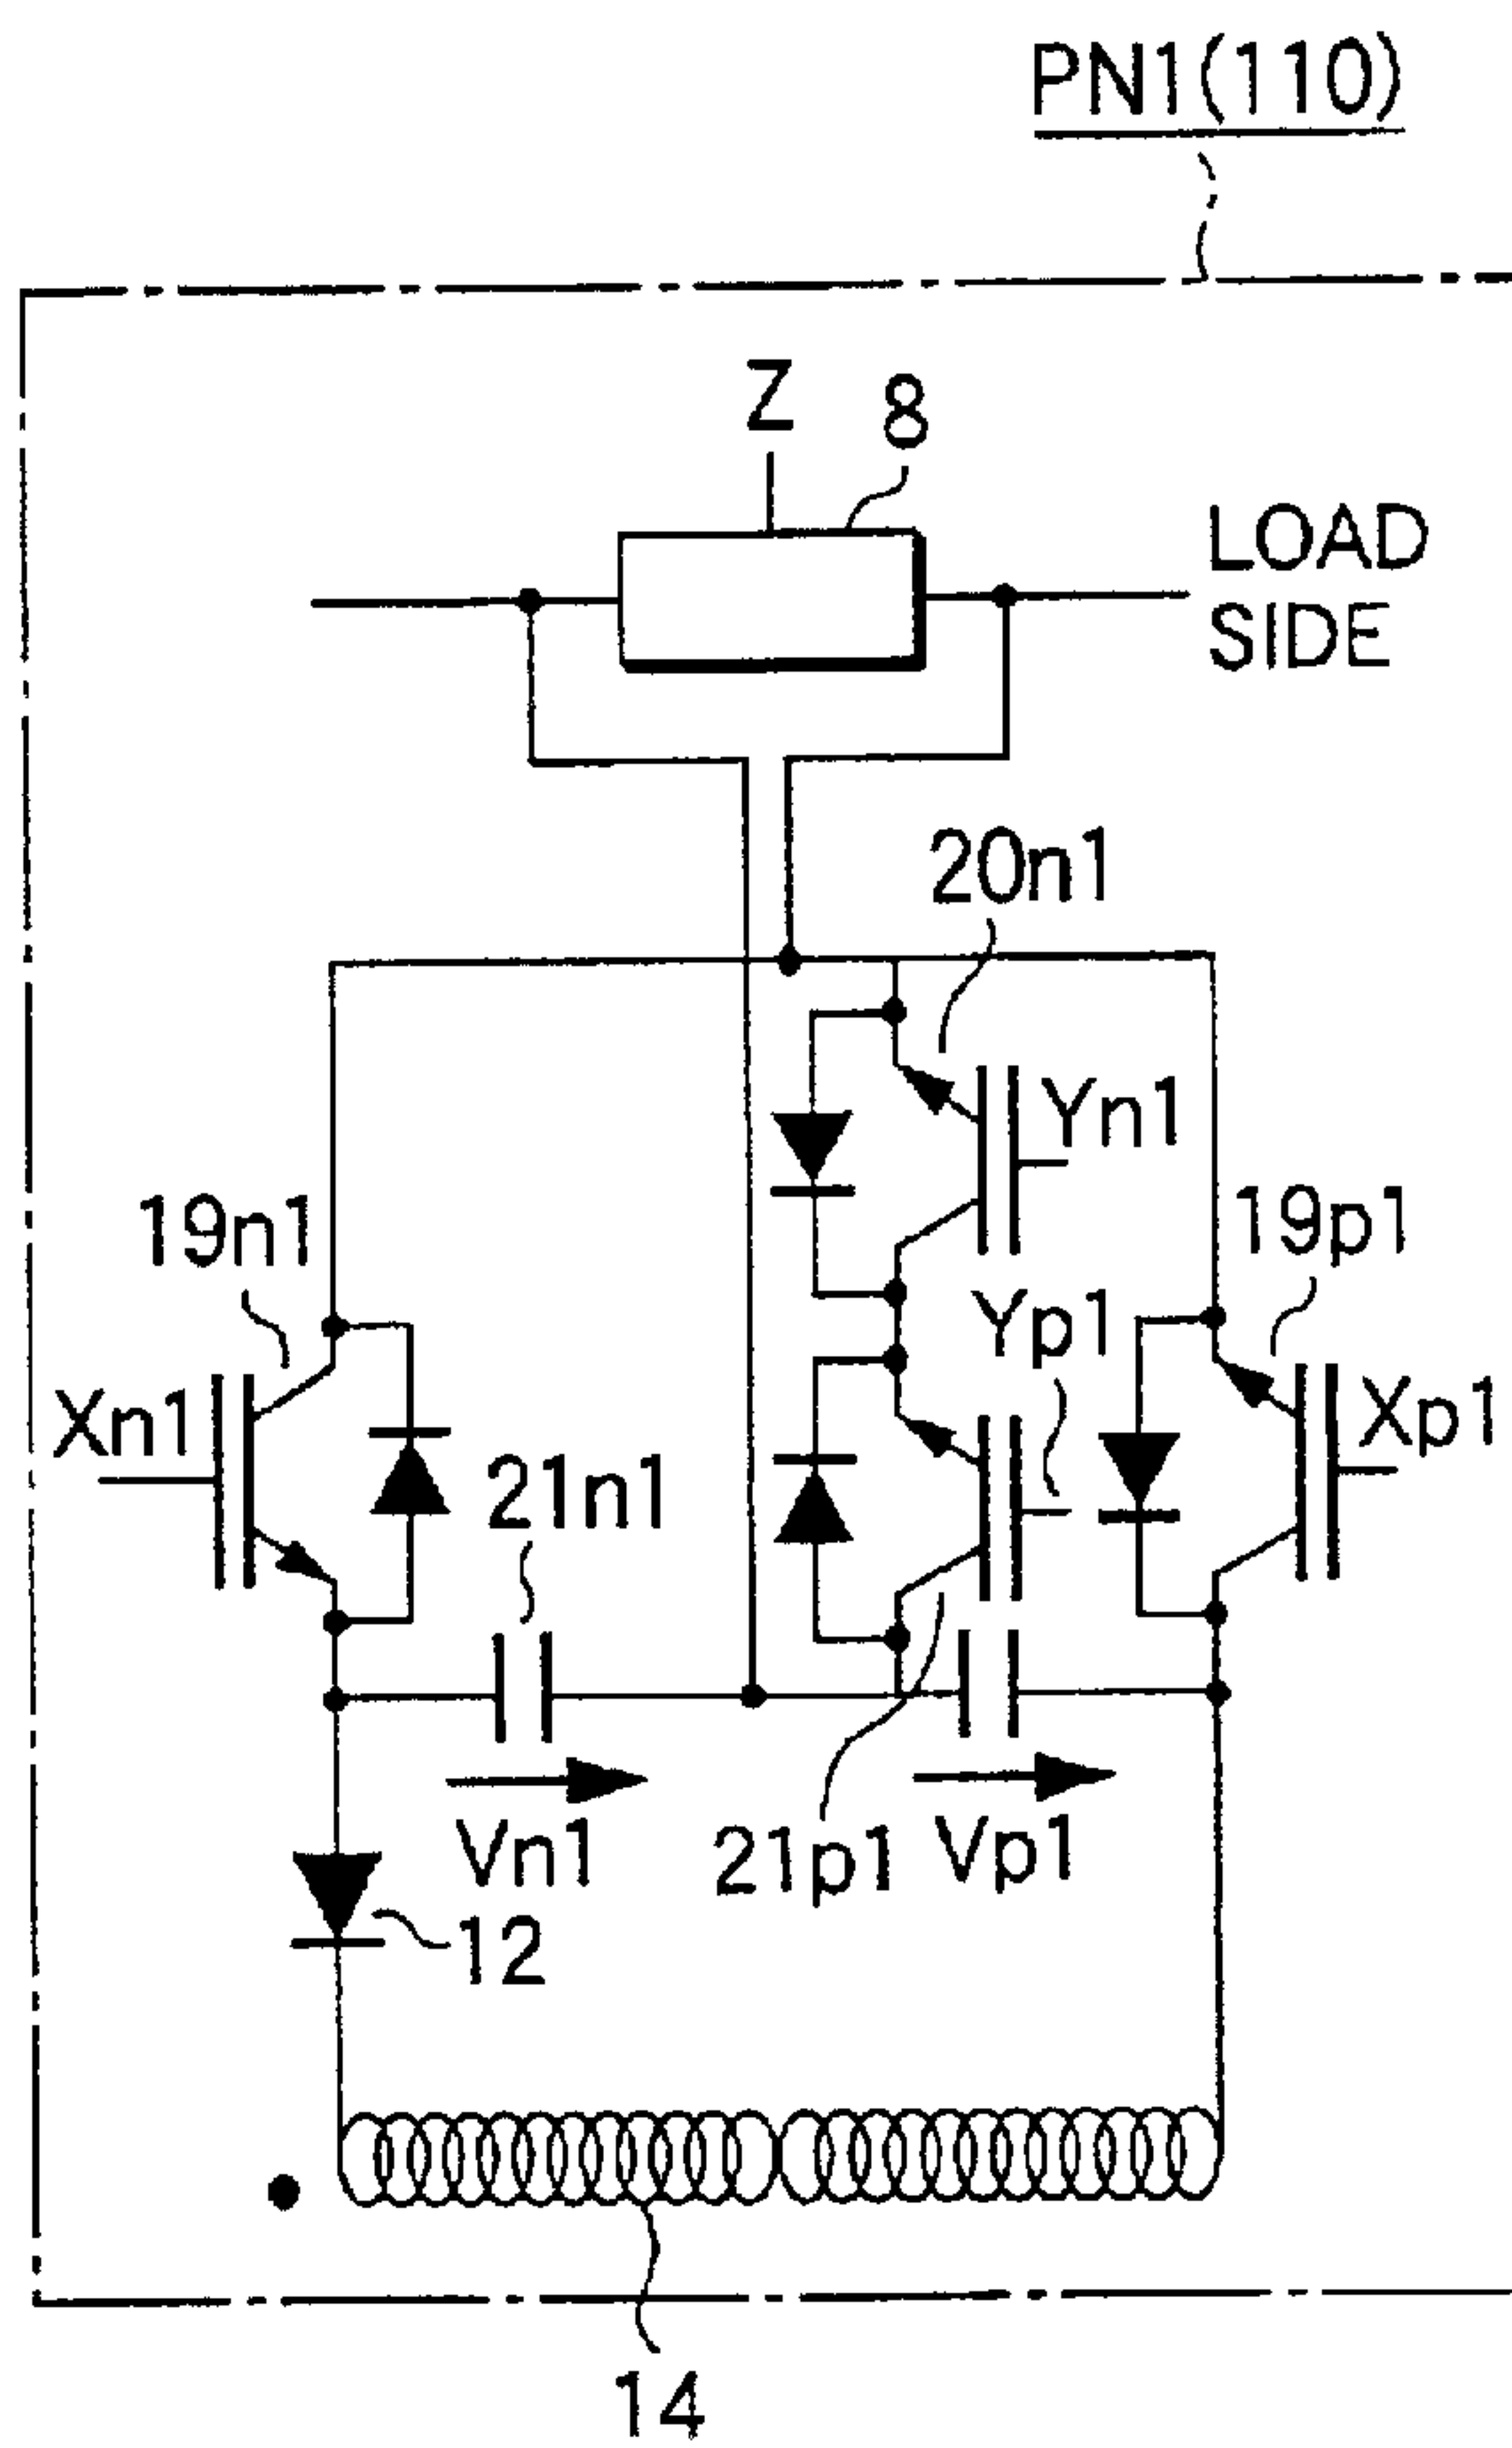 PN1(110)
Z
8
LOAD
SIDE
20n1
Yn1
19n1
19p1
Yp1
Xn1
Xp1
21n1
Vn1
21p1
Vp1
12
14